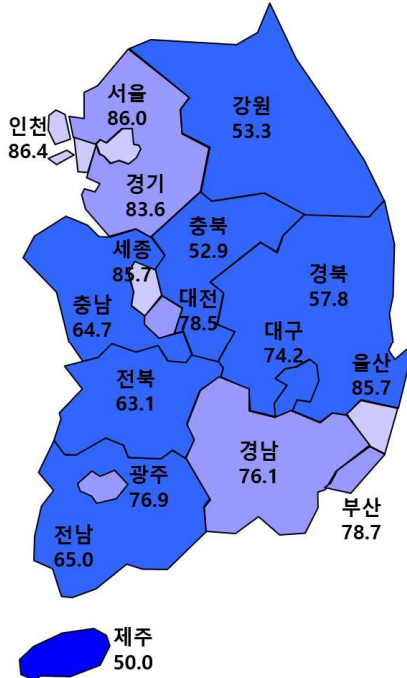 서울
86.0
강원
53.3
인천
86.4
경기
83.6
충북
52.9
세종
85.7
경북
57.8
대전
78.5
충남
64.7
대구
74.2
울산
85.7
전북
63.1
경남
76.1
광주
76.9
부산
78.7
전남
65.0
제주
50.0